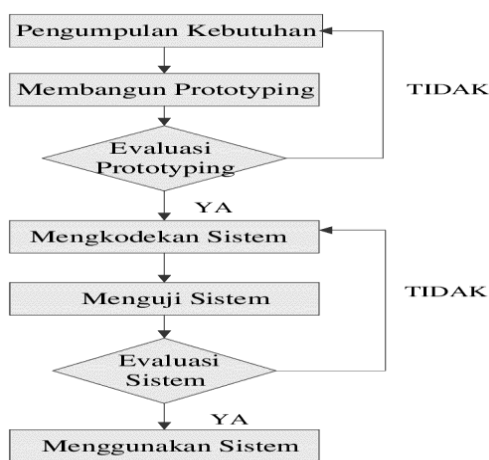 Pengumpulan Kebutuhan
Membangun Prototyping
TIDAK
Evaluasi
Prototyping
YA
Mengkodekan Sistem
Menguji Sistem
TIDAK
Evaluasi
Sistem
YA
Menggunakan Sistem